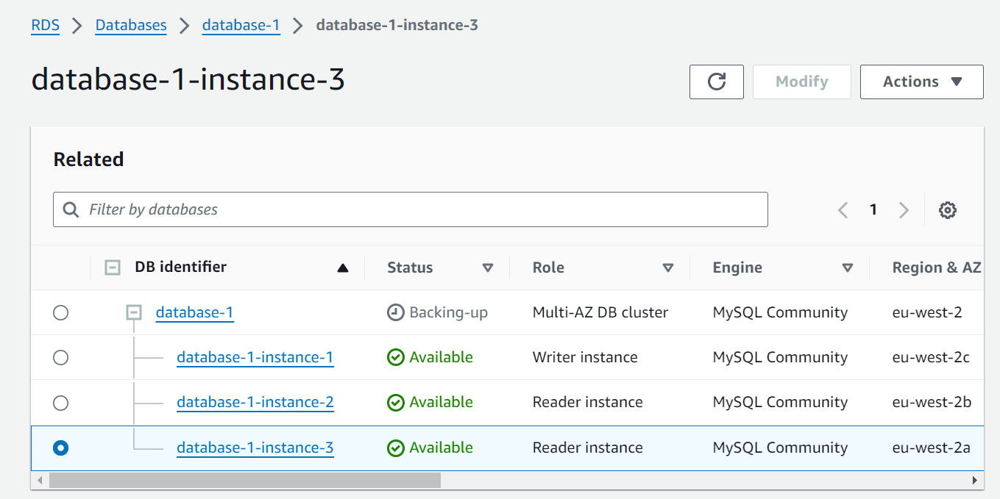 RDS Databases database-1 database-1-instance-3
database-1-instance-3
Modify
Actions
Related
Filter by databases
1
DB identifier Status Role Engine Region & AZ
database-1 Backing-up Multi-AZ DB cluster MySQL Community eu-west-2
database-1-instance-1 Available Writer instance MySQL Community eu-west-2c
database-1-instance-2 Available Reader instance MySQL Community eu-west-2b
database-1-instance-3 Available Reader instance MySQL Community eu-west-2a